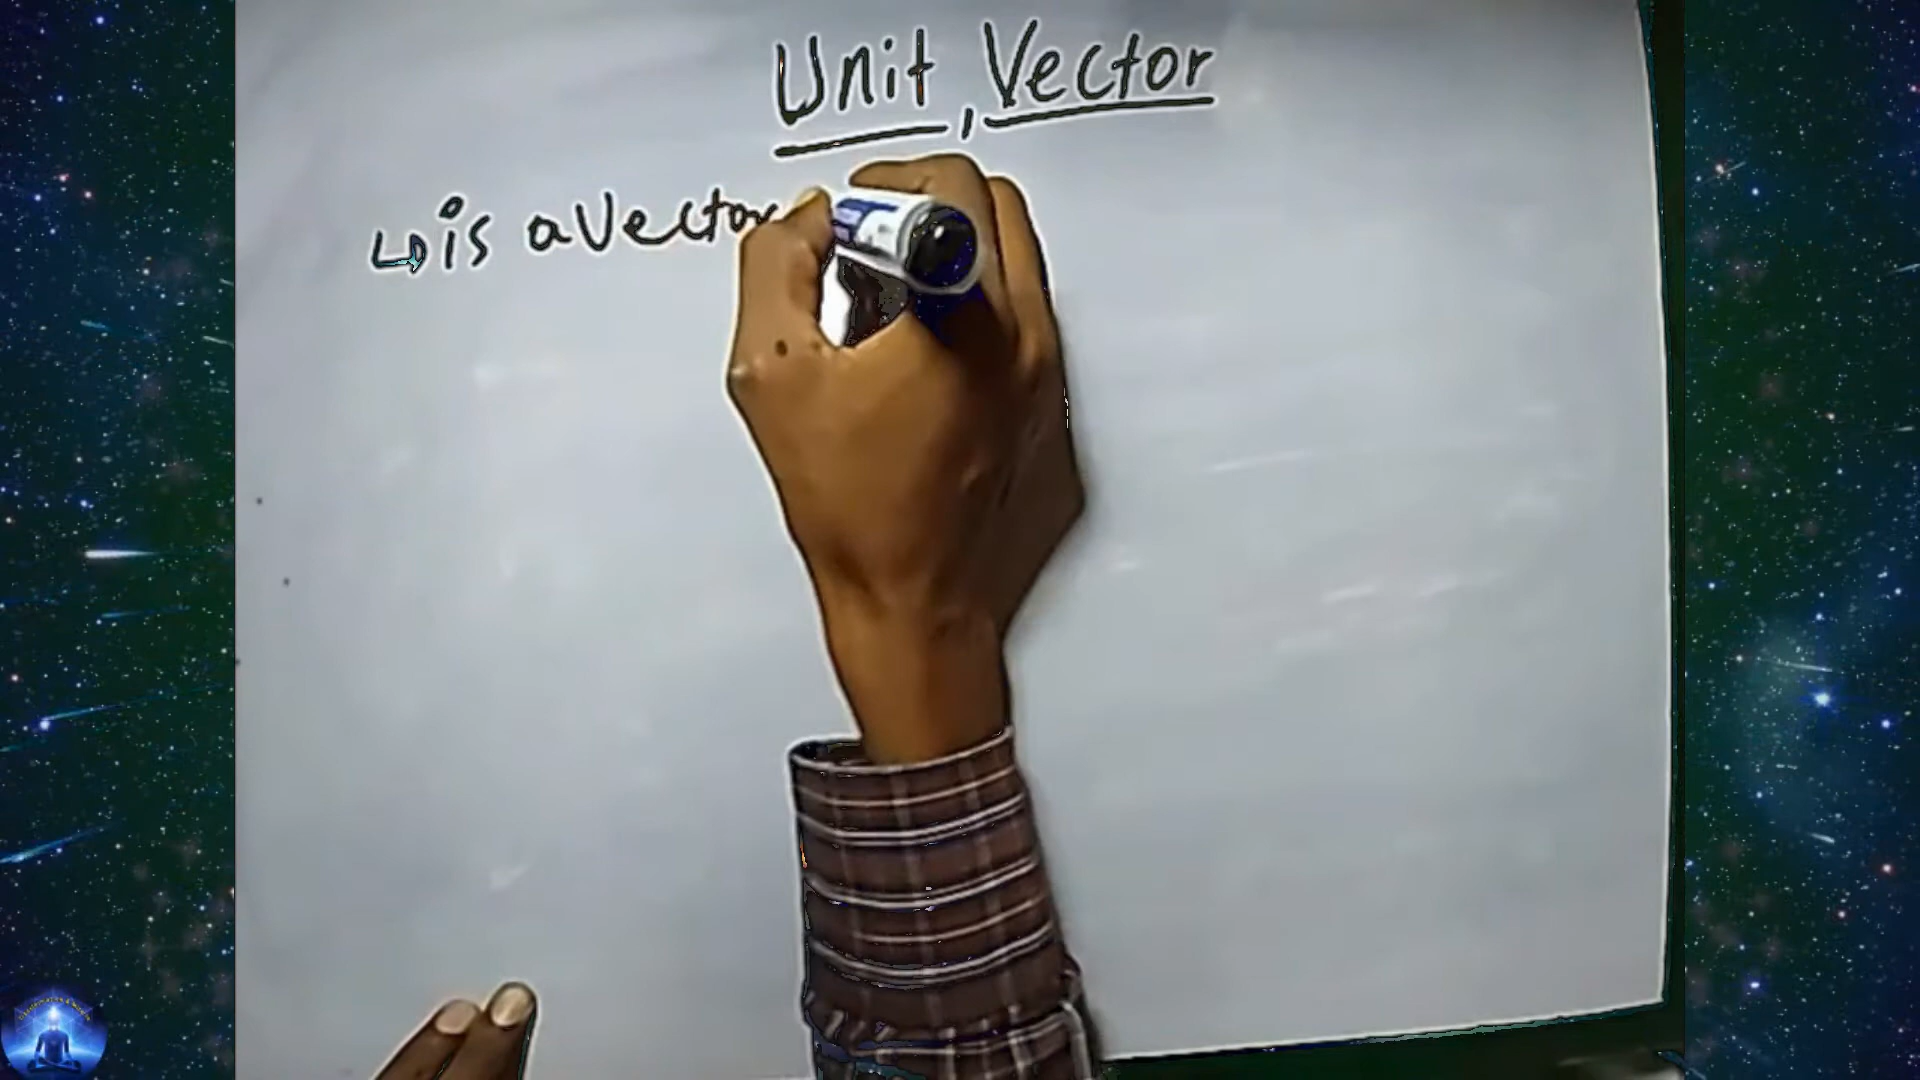 Unit, Vector
↳ is a Vector